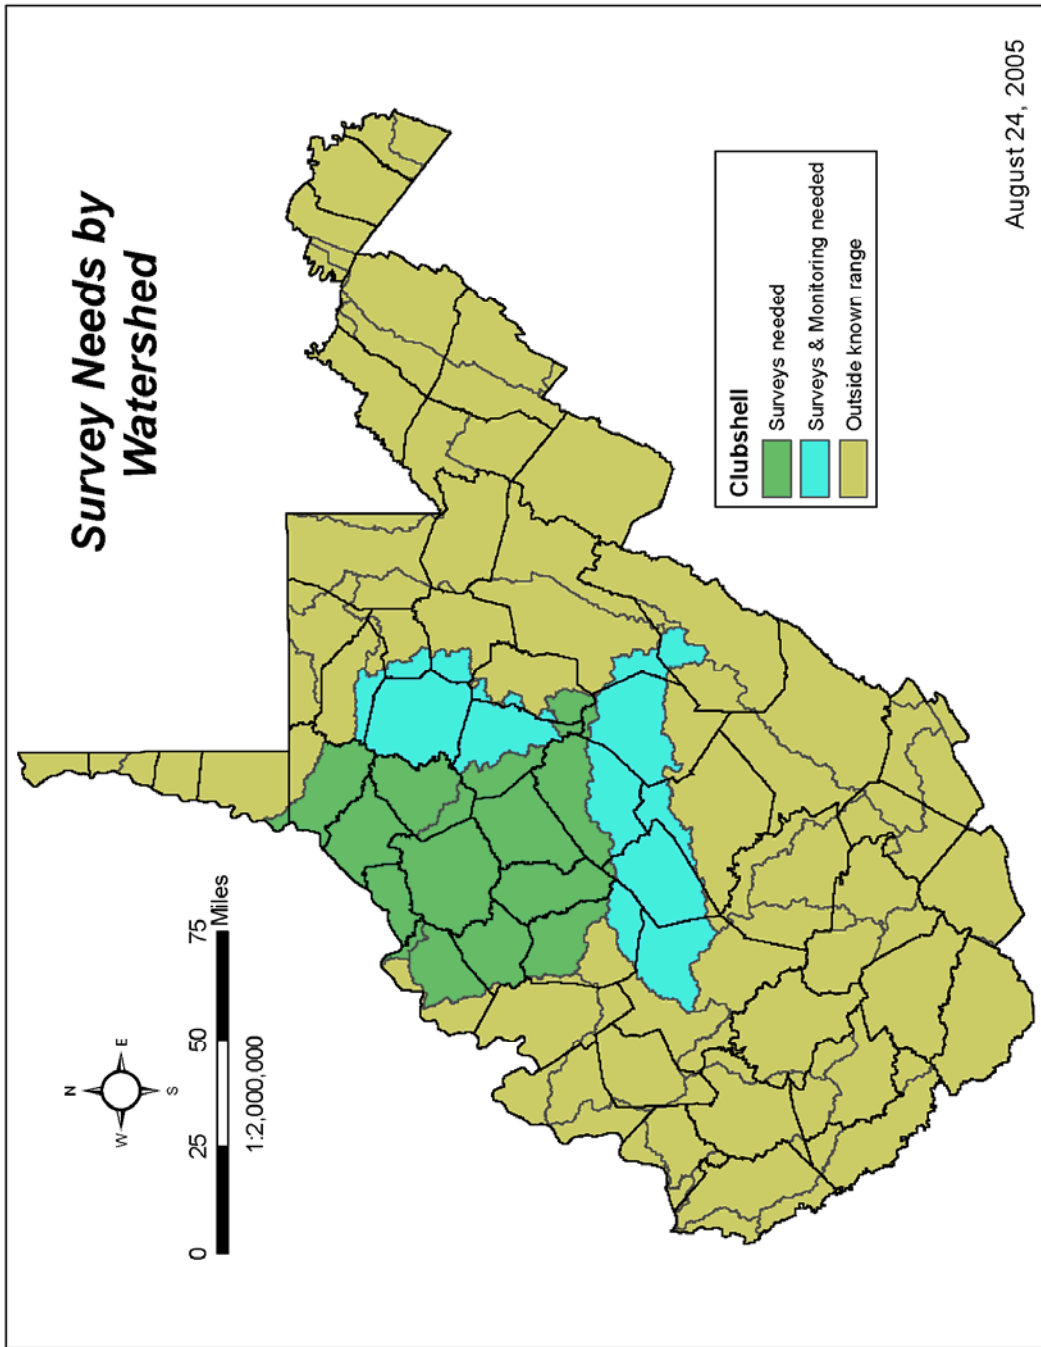 Survey Needs by
Watershed
N
W
E
S
0
25
50
75
Miles
1:2,000,000
Clubshell
Surveys needed
Surveys & Monitoring needed
Outside known range
August 24, 2005